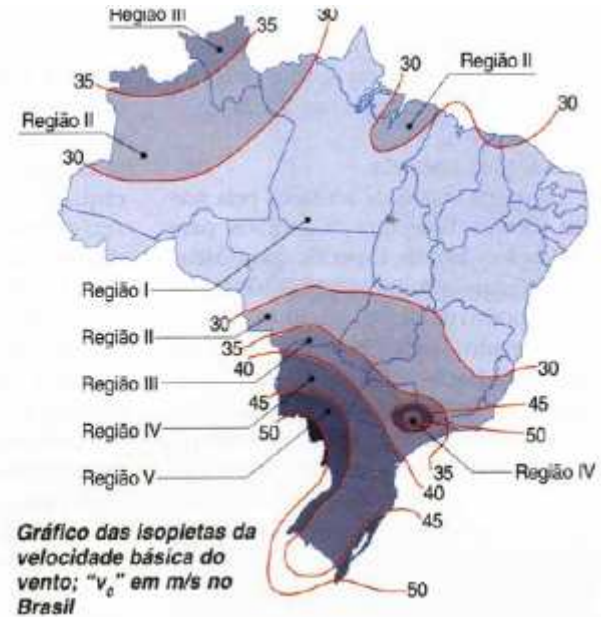 Região III
35
30
35
30
Região II
30
Região II
30
Região I
30
Região II
35
40
30
Região III
45
45
Região IV
50
50
Região V
35
Região IV
40
45
Gráfico das isopletas da
velocidade básica do
vento; "v₀" em m/s no
Brasil
50